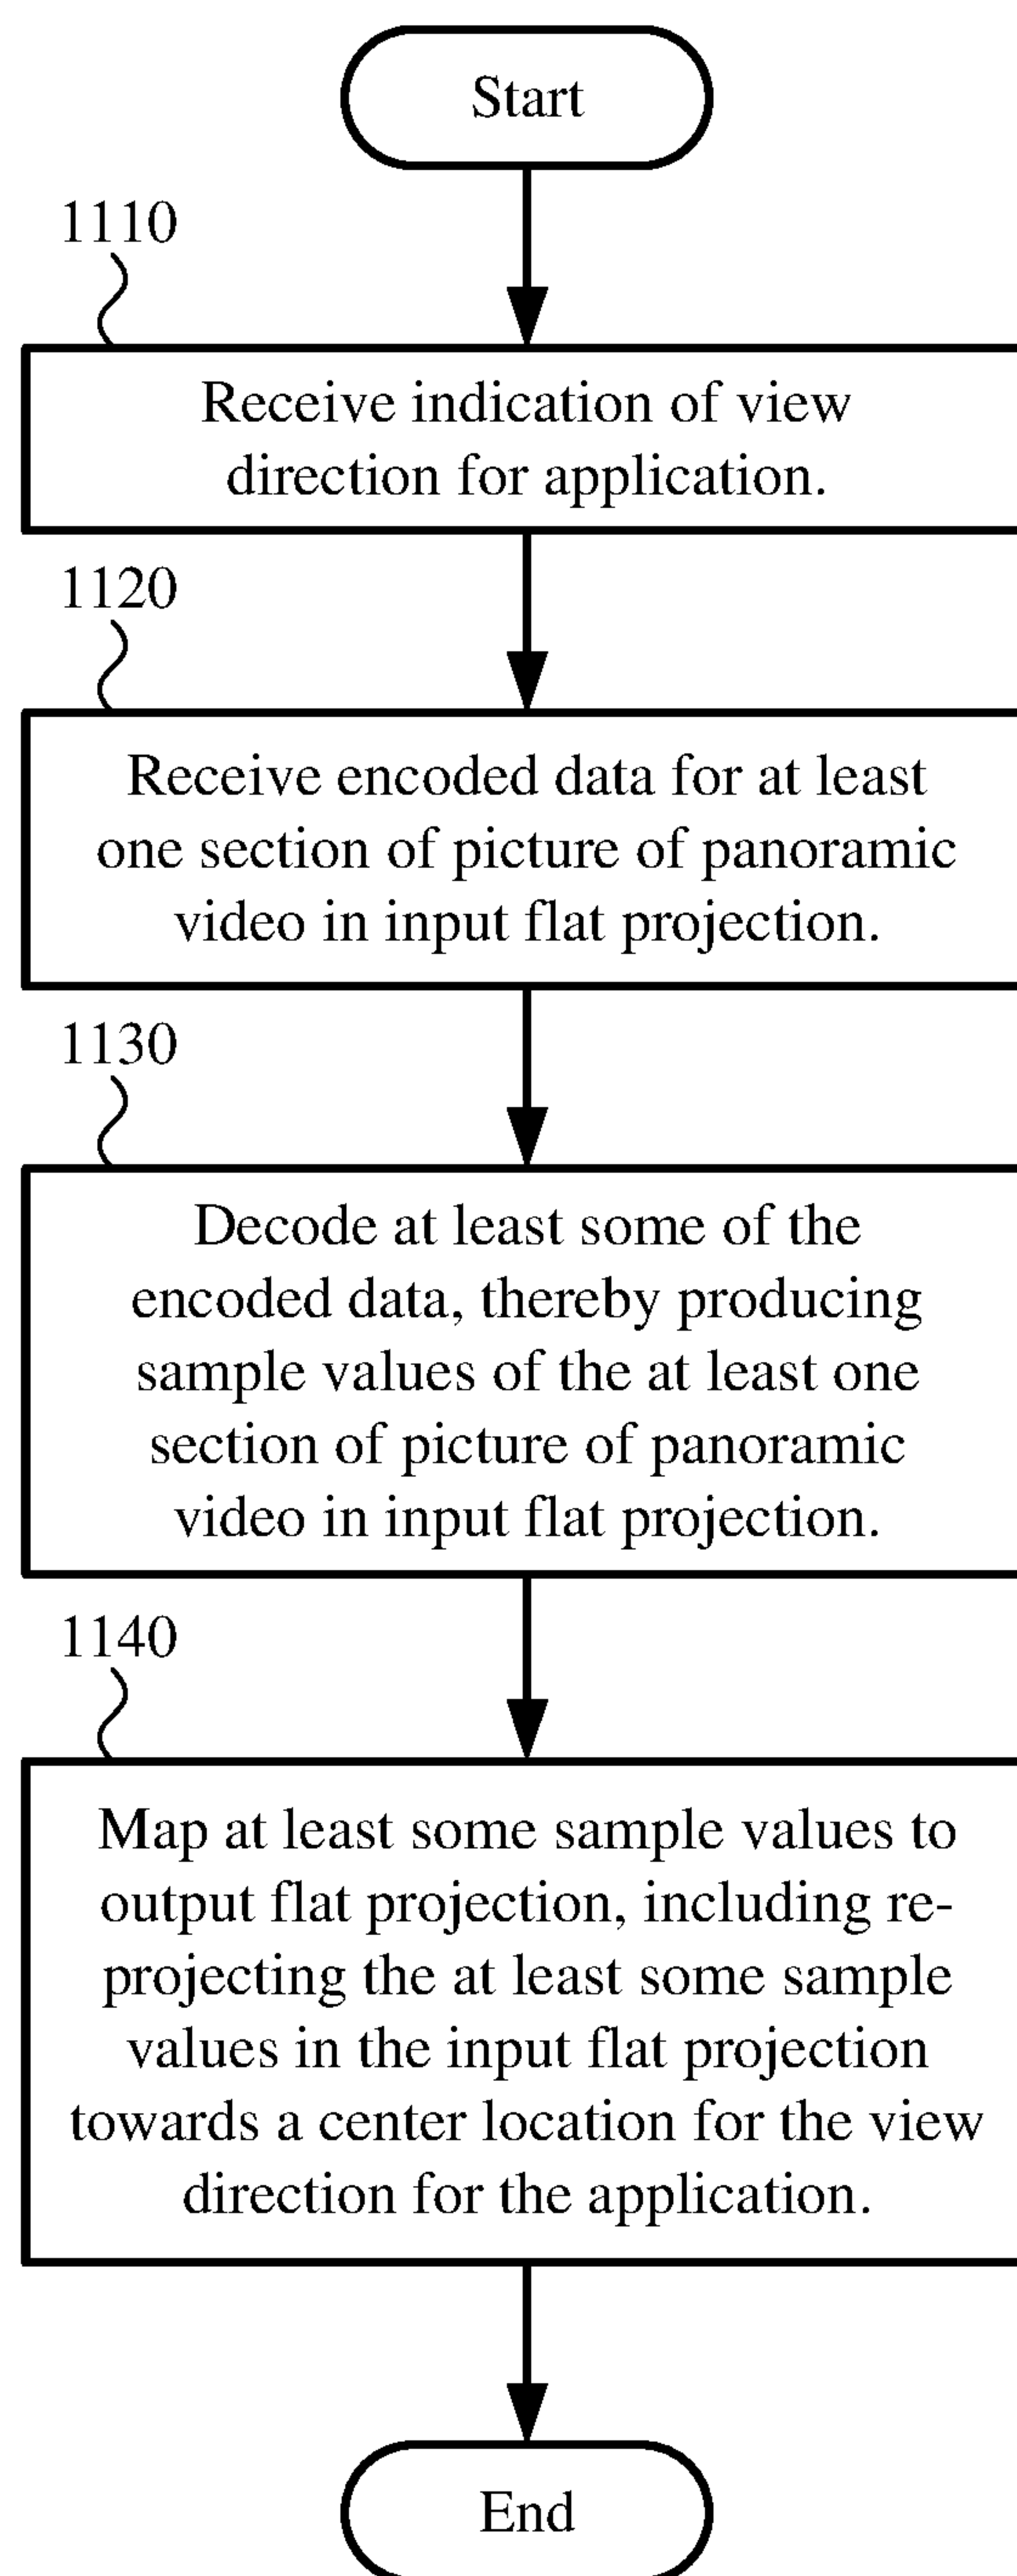 Start
1110
Receive indication of view
direction for application.
1120
Receive encoded data for at least
one section of picture of panoramic
video in input flat projection.
1130
Decode at least some of the
encoded data, thereby producing
sample values of the at least one
section of picture of panoramic
video in input flat projection.
1140
Map at least some sample values to
output flat projection, including re-
projecting the at least some sample
values in the input flat projection
towards a center location for the view
direction for the application.
End